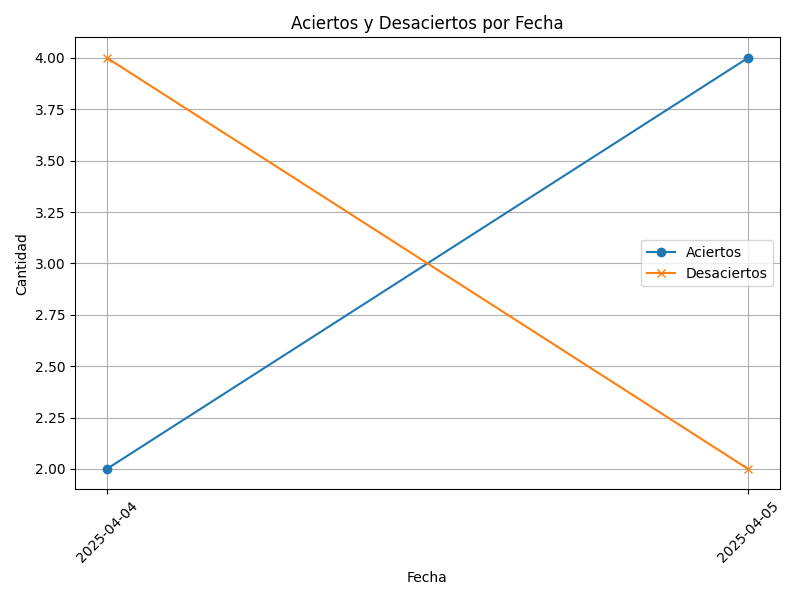 Aciertos y Desaciertos por Fecha
4.00
3.75
3.50
3.25
3.00
2.75
2.50
2.25
2.00
Cantidad
Aciertos
Desaciertos
2025-04-04
2025-04-05
Fecha